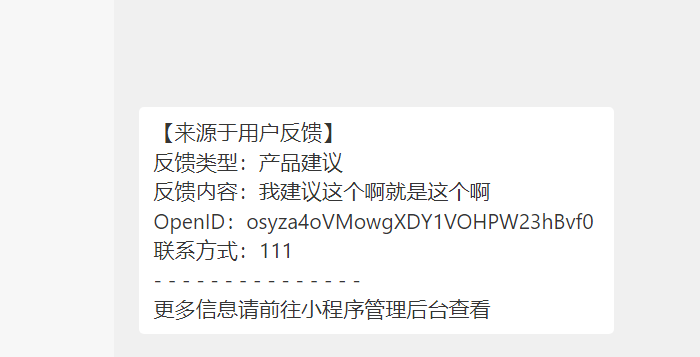 【来源于用户反馈】
反馈类型：产品建议
反馈内容：我建议这个啊就是这个啊
OpenID：osyza4oVMowgXDY1VOHPW23hBvf0
联系方式：111
- - - - - - - - - - - - - - -
更多信息请前往小程序管理后台查看